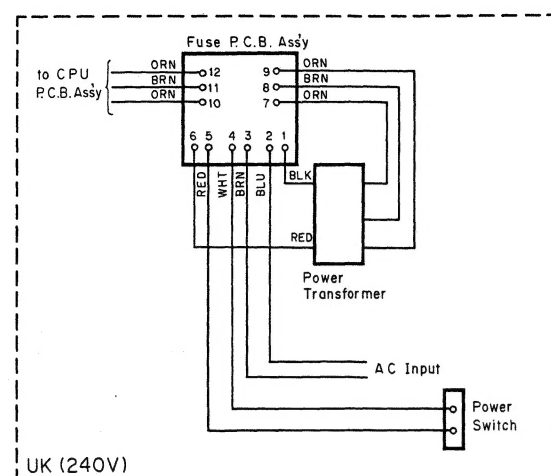 Fuse P.C.B. Ass'y
to CPU
P.C.B. Ass'y
ORN 12 9 ORN
BRN 11 8 BRN
ORN 10 7 ORN
6 5 4 3 2 1
RED WHT BRN BLU BLK
RED
Power
Transformer
AC Input
Power
Switch
UK (240V)